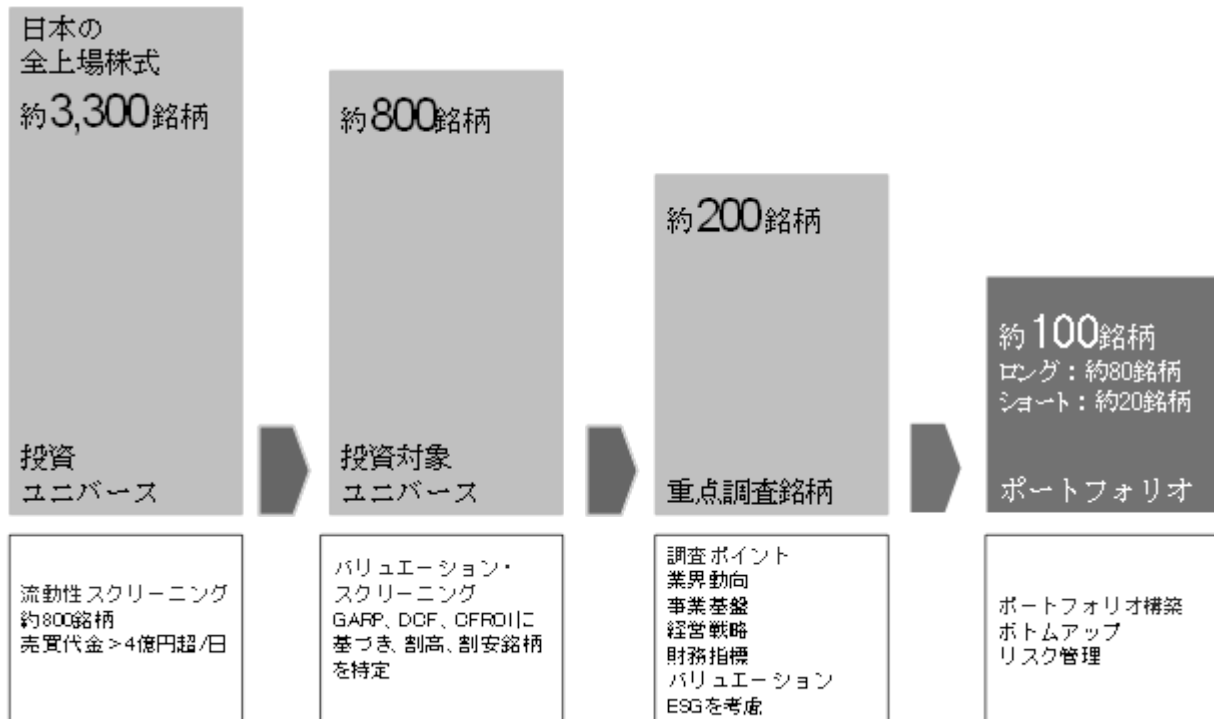 日本の
全上場株式
約3,300銘柄
投資
ユニバース
約800銘柄
投資対象
ユニバース
約200銘柄
重点調査銘柄
約100銘柄
ロング：約80銘柄
ショート：約20銘柄
ポートフォリオ
流動性スクリーニング
約800銘柄
売買代金＞4億円超/日
バリュエーション・
スクリーニング
GARP、DCF、CFROIに
基づき、割高、割安銘柄
を特定
調査ポイント
業界動向
事業基盤
経営戦略
財務指標
バリュエーション
ESGを考慮
ポートフォリオ構築
ボトムアップ
リスク管理